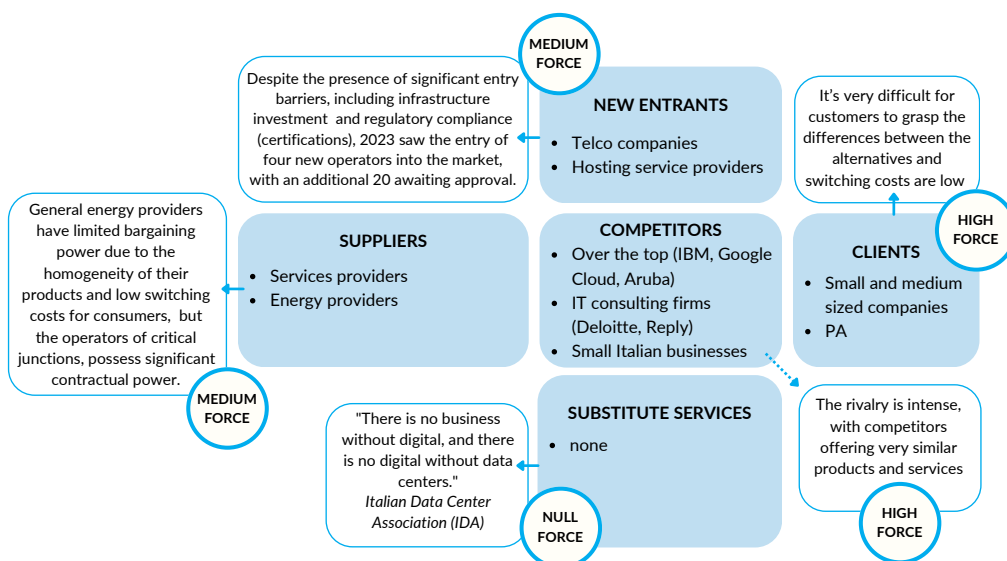 MEDIUM
FORCE
Despite the presence of significant entry
barriers, including infrastructure
investment and regulatory compliance
(certifications), 2023 saw the entry of
four new operators into the market,
with an additional 20 awaiting approval.
NEW ENTRANTS
• Telco companies
• Hosting service providers
It's very difficult for
customers to grasp the
differences between the
alternatives and
switching costs are low
HIGH
FORCE
General energy providers
have limited bargaining
power due to the
homogeneity of their
products and low switching
costs for consumers, but
the operators of critical
junctions, possess significant
contractual power.
MEDIUM
FORCE
SUPPLIERS
• Services providers
• Energy providers
COMPETITORS
• Over the top (IBM, Google
Cloud, Aruba)
• IT consulting firms
(Deloitte, Reply)
• Small Italian businesses
CLIENTS
• Small and medium
sized companies
• PA
"There is no business
without digital, and there
is no digital without data
centers."
Italian Data Center
Association (IDA)
NULL
FORCE
SUBSTITUTE SERVICES
• none
The rivalry is intense,
with competitors
offering very similar
products and services
HIGH
FORCE